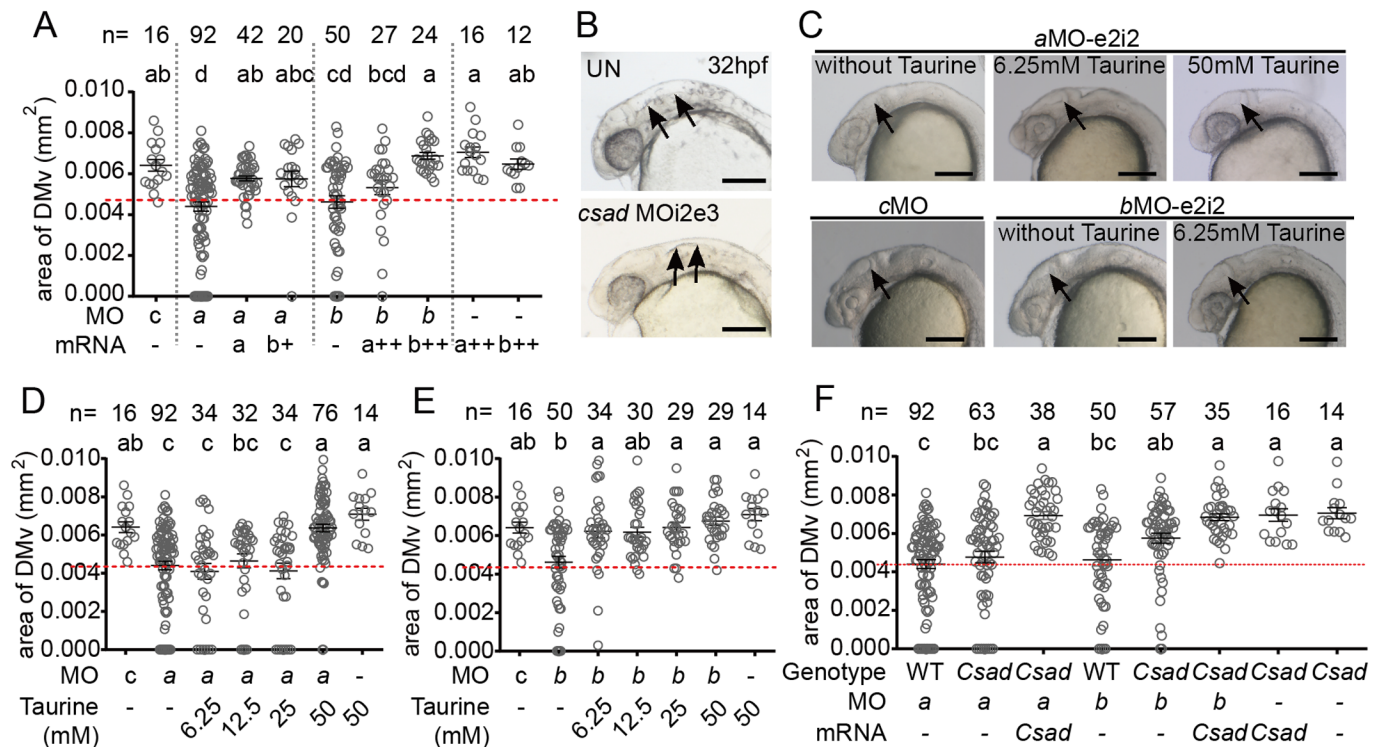 A
n= 16 92 42 20 50 27 24 16 12
ab d ab abc cd bcd a a ab
area of DMv (mm²)
0.010
0.008
0.006
0.004
0.002
0.000
MO c a a a b b b - -
mRNA - - a b+ - a++ b++ a++ b++
B
UN 32hpf
csad MOi2e3
C
aMO-e2i2
without Taurine 6.25mM Taurine 50mM Taurine
cMO bMO-e2i2
without Taurine 6.25mM Taurine
D
n= 16 92 34 32 34 76 14
ab c c bc c a a
area of DMv (mm²)
0.010
0.008
0.006
0.004
0.002
0.000
MO c a a a a a -
Taurine (mM) - - 6.25 12.5 25 50 50
E
n= 16 50 34 30 29 29 14
ab b a ab a a a
area of DMv (mm²)
0.010
0.008
0.006
0.004
0.002
0.000
MO c b b b b b -
Taurine (mM) - - 6.25 12.5 25 50 50
F
n= 92 63 38 50 57 35 16 14
c bc a bc ab a a a
area of DMv (mm²)
0.010
0.008
0.006
0.004
0.002
0.000
Genotype WT Csad Csad WT Csad Csad Csad Csad
MO a a a b b b - -
mRNA - - Csad - - Csad Csad -